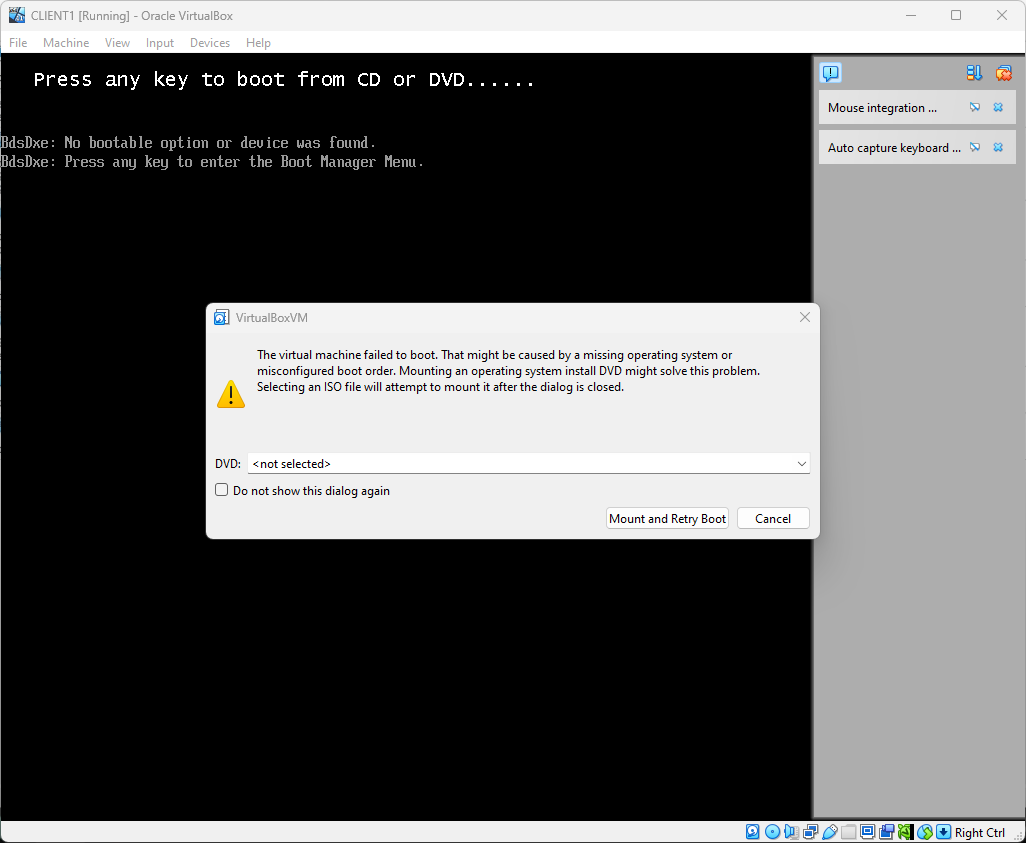 CLIENT1 [Running] - Oracle VirtualBox
File Machine View Input Devices Help
Press any key to boot from CD or DVD......
BdsDxe: No bootable option or device was found.
BdsDxe: Press any key to enter the Boot Manager Menu.
Mouse integration ...
Auto capture keyboard ...
VirtualBoxVM
The virtual machine failed to boot. That might be caused by a missing operating system or
misconfigured boot order. Mounting an operating system install DVD might solve this problem.
Selecting an ISO file will attempt to mount it after the dialog is closed.
DVD: <not selected>
Do not show this dialog again
Mount and Retry Boot Cancel
Right Ctrl